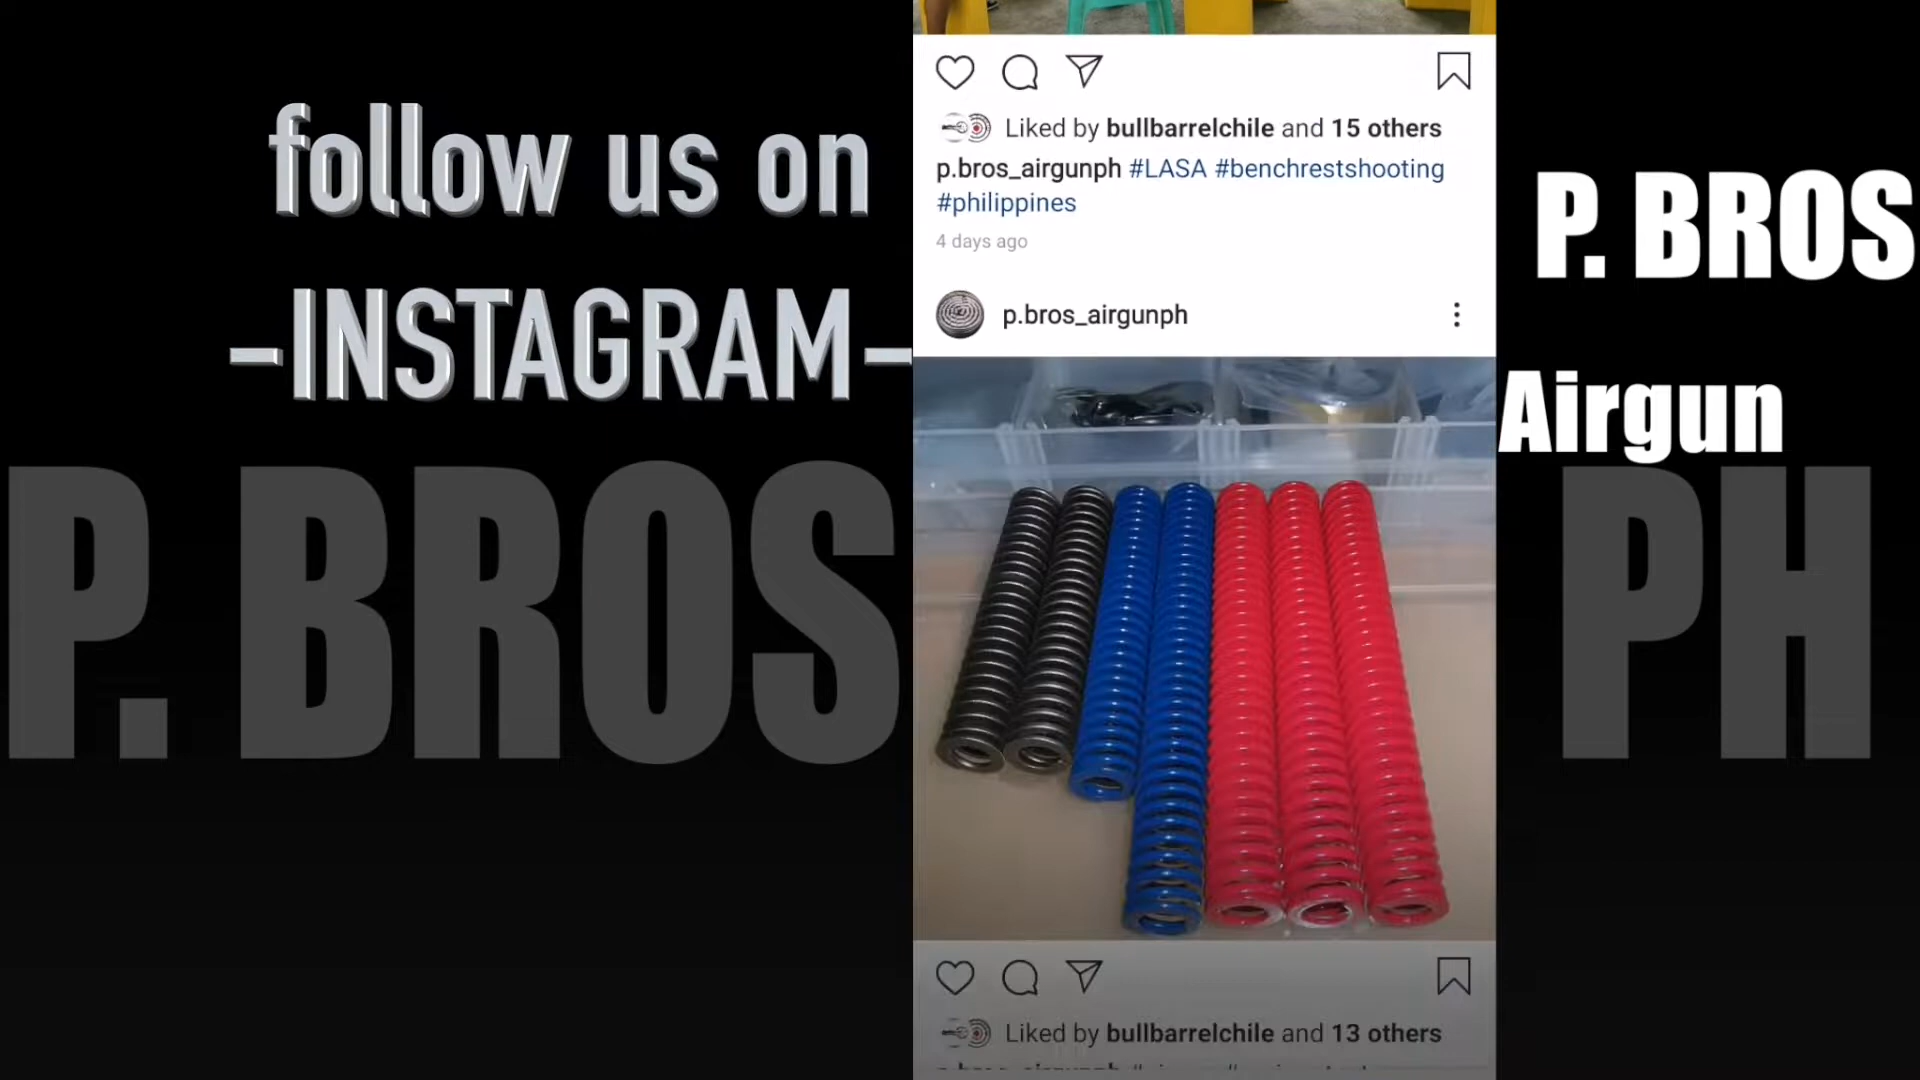 follow us on
-INSTAGRAM-
P. BROS
Liked by bullbarrelchile and 15 others
p.bros_airgunph #LASA #benchrestshooting
#philippines
4 days ago
p.bros_airgunph
Liked by bullbarrelchile and 13 others
P. BROS
Airgun
PH